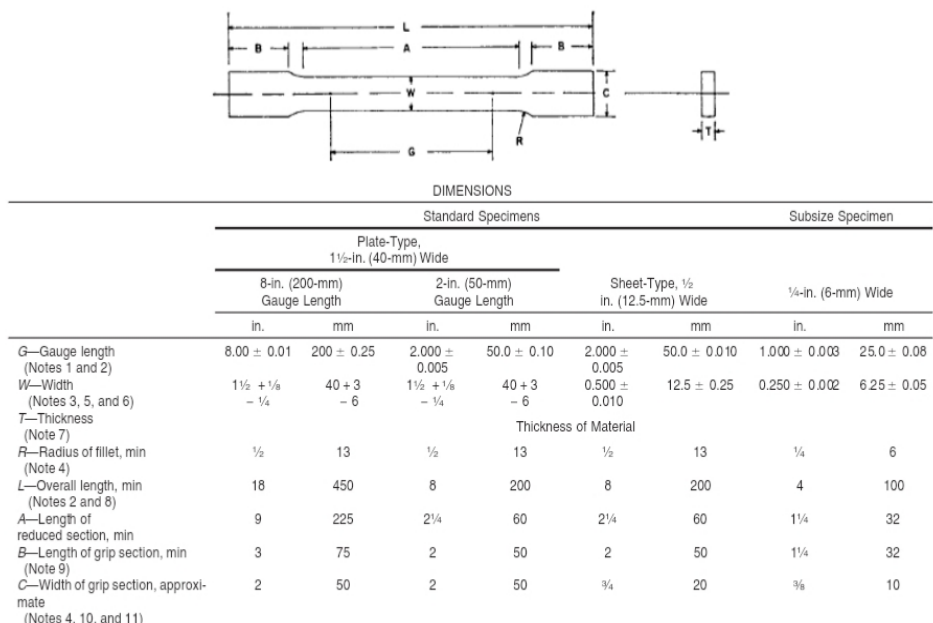 L
B A B
W C
T
R
G
DIMENSIONS
Standard Specimens Subsize Specimen
Plate-Type,
1½-in. (40-mm) Wide
8-in. (200-mm) 2-in. (50-mm) Sheet-Type, ½ ¼-in. (6-mm) Wide
Gauge Length Gauge Length in. (12.5-mm) Wide
in. mm in. mm in. mm in. mm
G—Gauge length 8.00 ± 0.01 200 ± 0.25 2.000 ± 50.0 ± 0.10 2.000 ± 50.0 ± 0.010 1.000 ± 0.003 25.0 ± 0.08
(Notes 1 and 2) 0.005 0.005
W—Width 1½ + ⅛ 40 + 3 1½ + ⅛ 40 + 3 0.500 ± 12.5 ± 0.25 0.250 ± 0.002 6.25 ± 0.05
(Notes 3, 5, and 6) – ¼ – 6 – ¼ – 6 0.010
T—Thickness Thickness of Material
(Note 7)
R—Radius of fillet, min ½ 13 ½ 13 ½ 13 ¼ 6
(Note 4)
L—Overall length, min 18 450 8 200 8 200 4 100
(Notes 2 and 8)
A—Length of 9 225 2¼ 60 2¼ 60 1¼ 32
reduced section, min
B—Length of grip section, min 3 75 2 50 2 50 1¼ 32
(Note 9)
C—Width of grip section, approxi- 2 50 2 50 ¾ 20 ⅜ 10
mate
(Notes 4, 10, and 11)